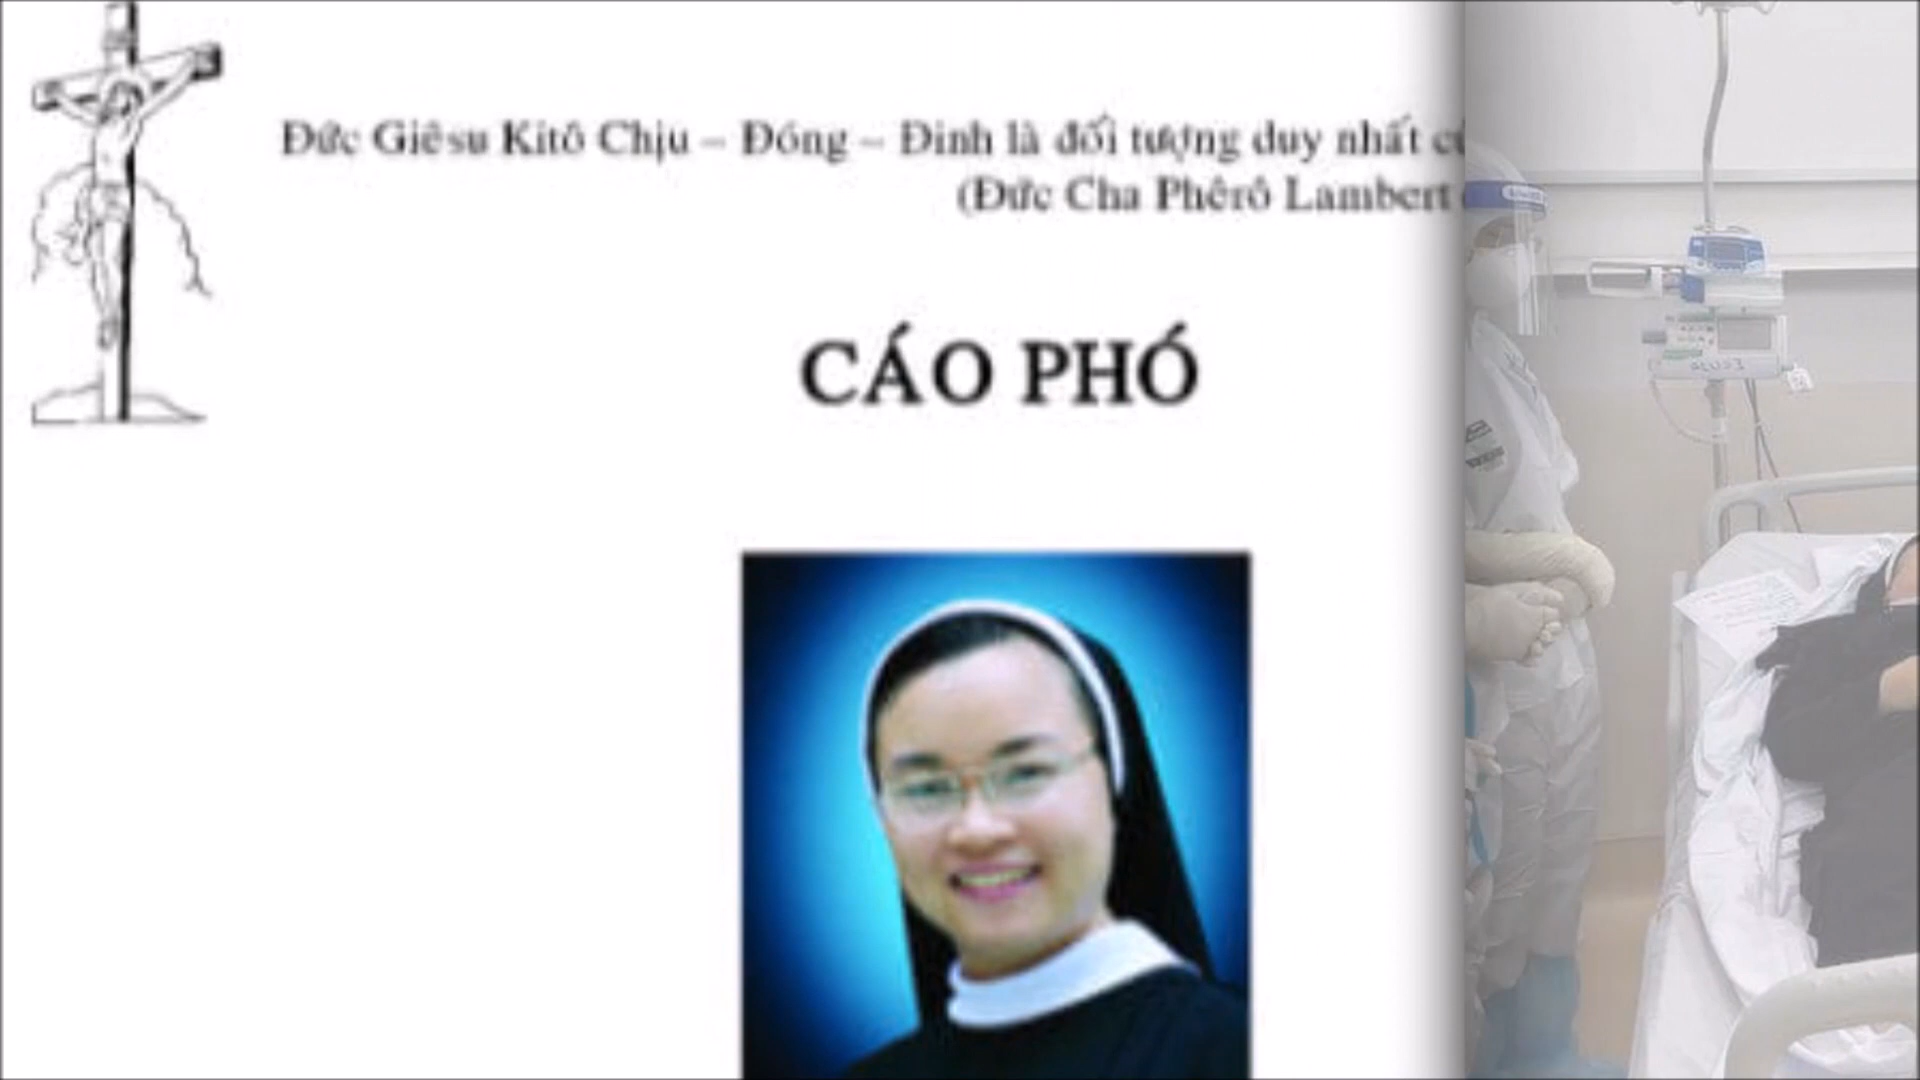 Đức Giêsu Kitô Chịu – Đóng – Đinh là đối tượng duy nhất
(Đức Cha Phêrô Lambert
CÁO PHÓ